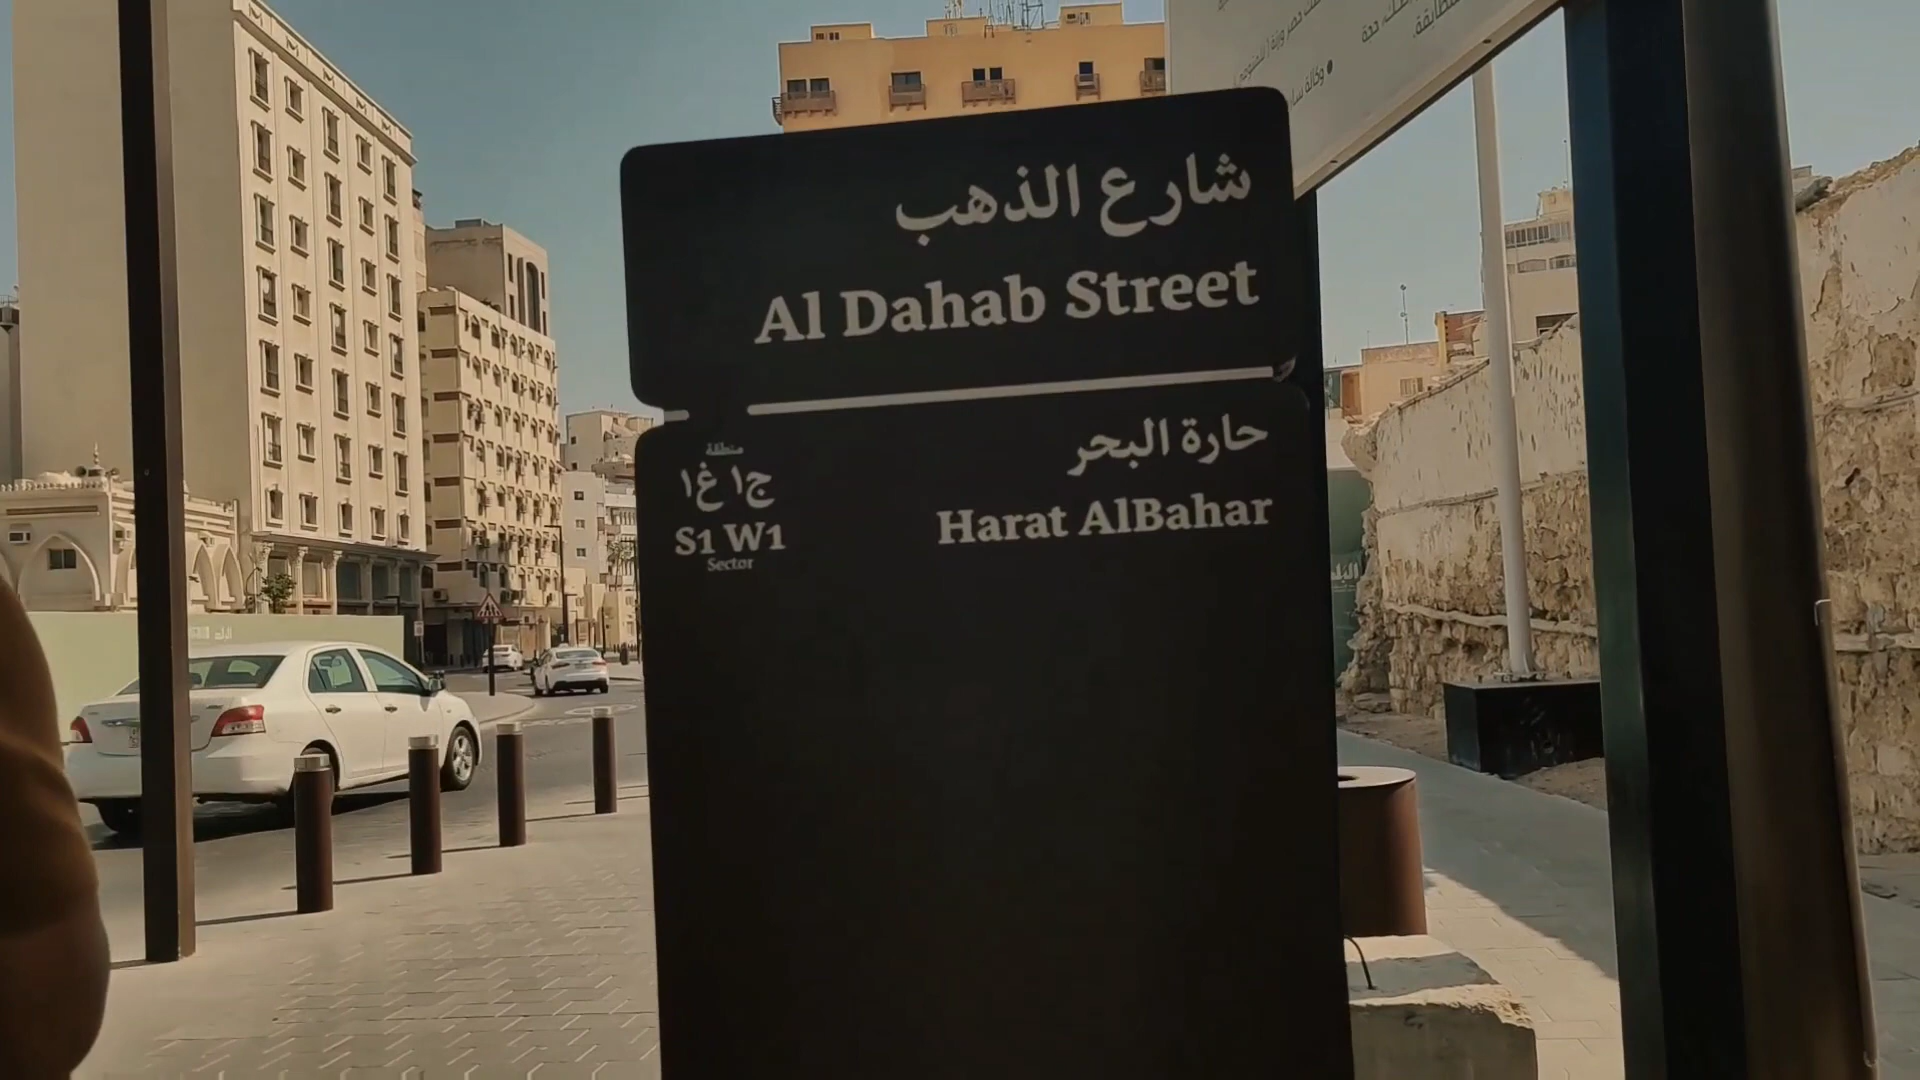 شارع الذهب
Al Dahab Street
حارة البحر
Harat AlBahar
منطقة
ج١ غ١
S1 W1
Sector